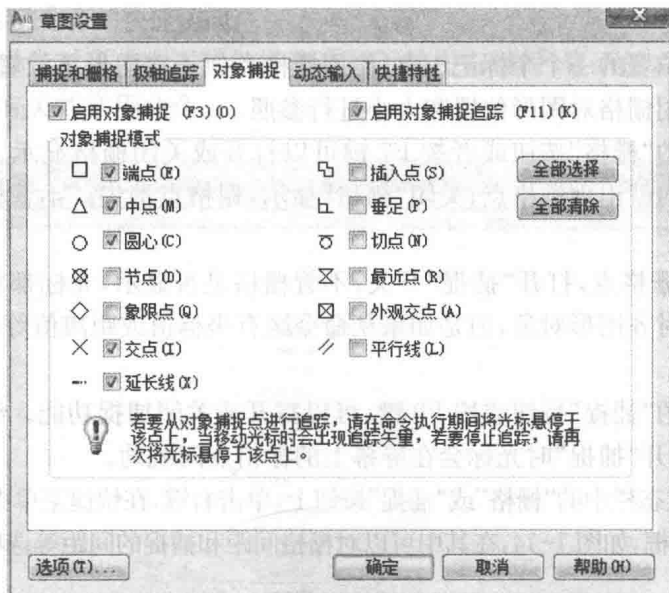 草图设置
捕捉和栅格 极轴追踪 对象捕捉 动态输入 快捷特性
启用对象捕捉 (F3)(O) 启用对象捕捉追踪 (F11)(K)
对象捕捉模式
端点(E) 插入点(S) 全部选择
中点(M) 垂足(P) 全部清除
圆心(C) 切点(N)
节点(D) 最近点(R)
象限点(Q) 外观交点(A)
交点(I) 平行线(L)
延长线(X)
若要从对象捕捉点进行追踪，请在命令执行期间将光标悬停于
该点上，当移动光标时会出现追踪矢量，若要停止追踪，请再
次将光标悬停于该点上。
选项(T)... 确定 取消 帮助(H)